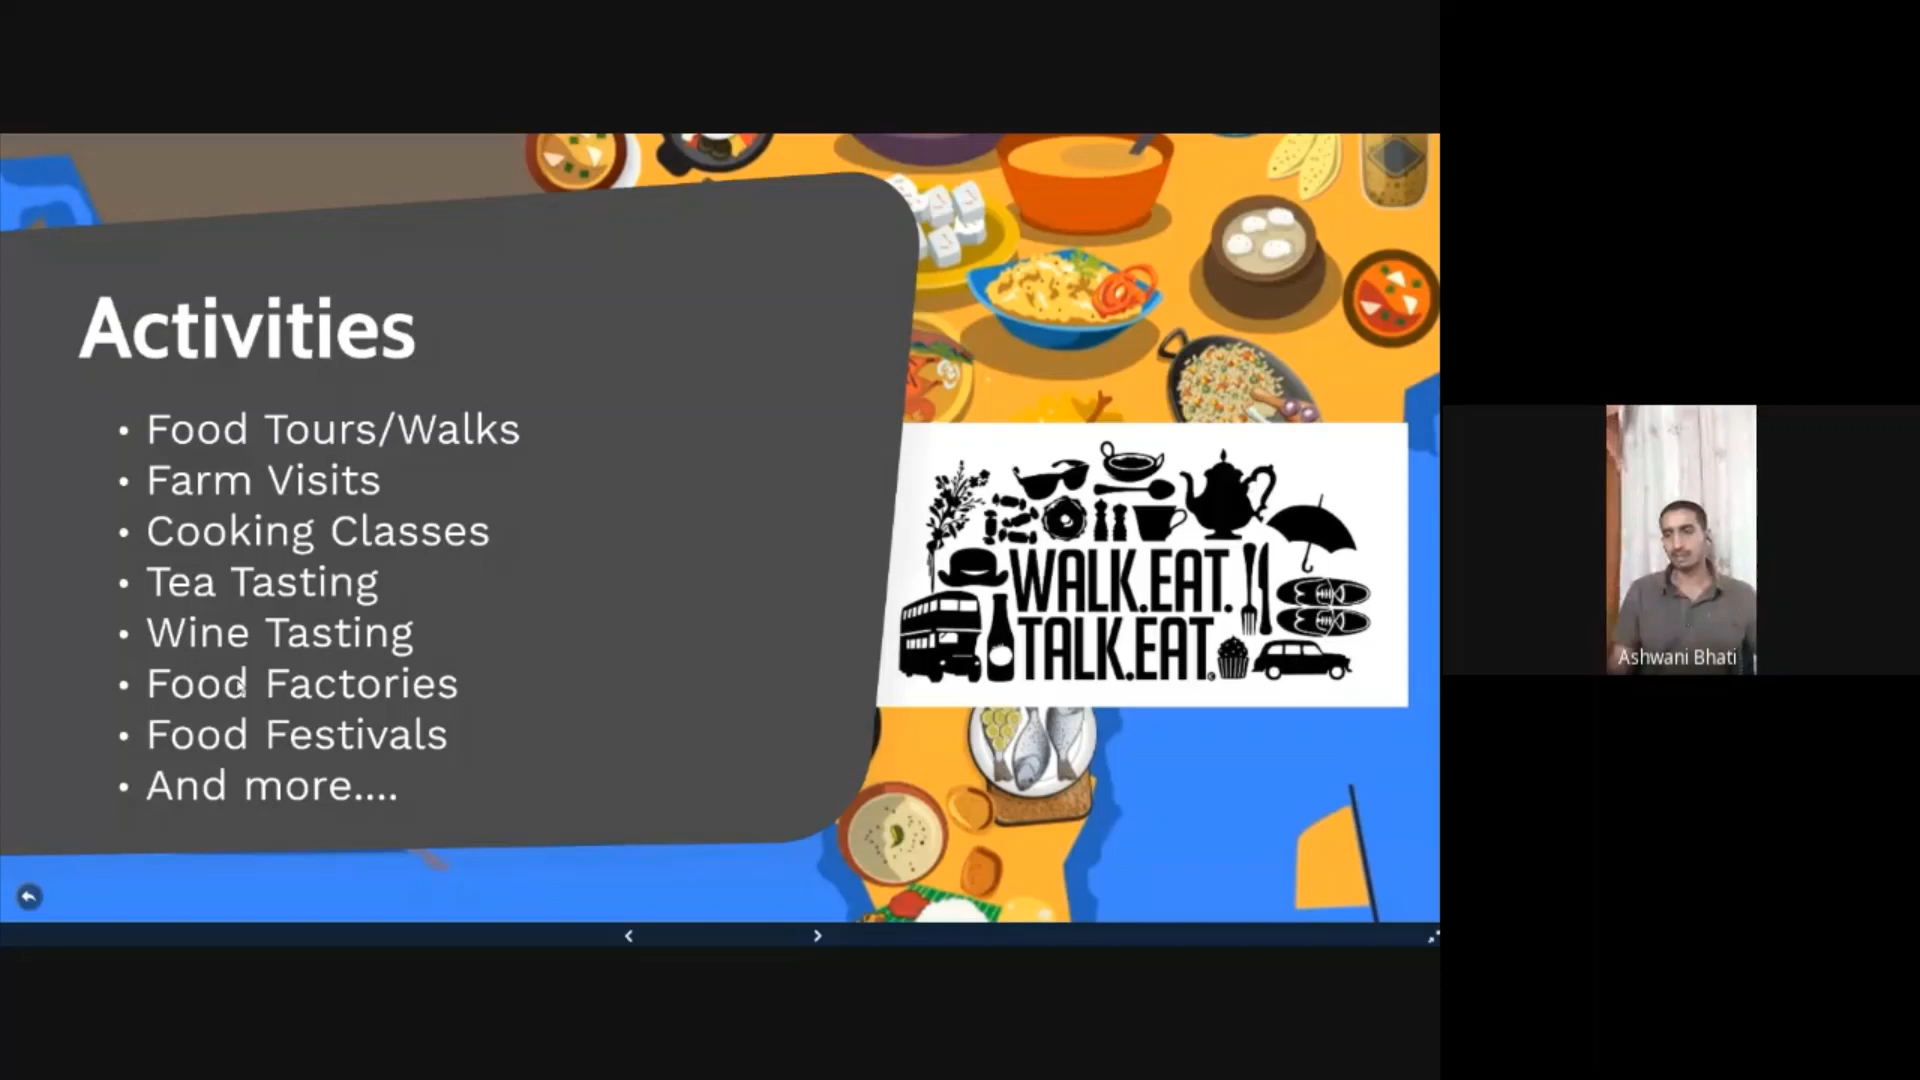 Activities
• Food Tours/Walks
• Farm Visits
• Cooking Classes
• Tea Tasting
• Wine Tasting
• Food Factories
• Food Festivals
• And more....
WALK.EAT.
TALK.EAT.
Ashwani Bhati